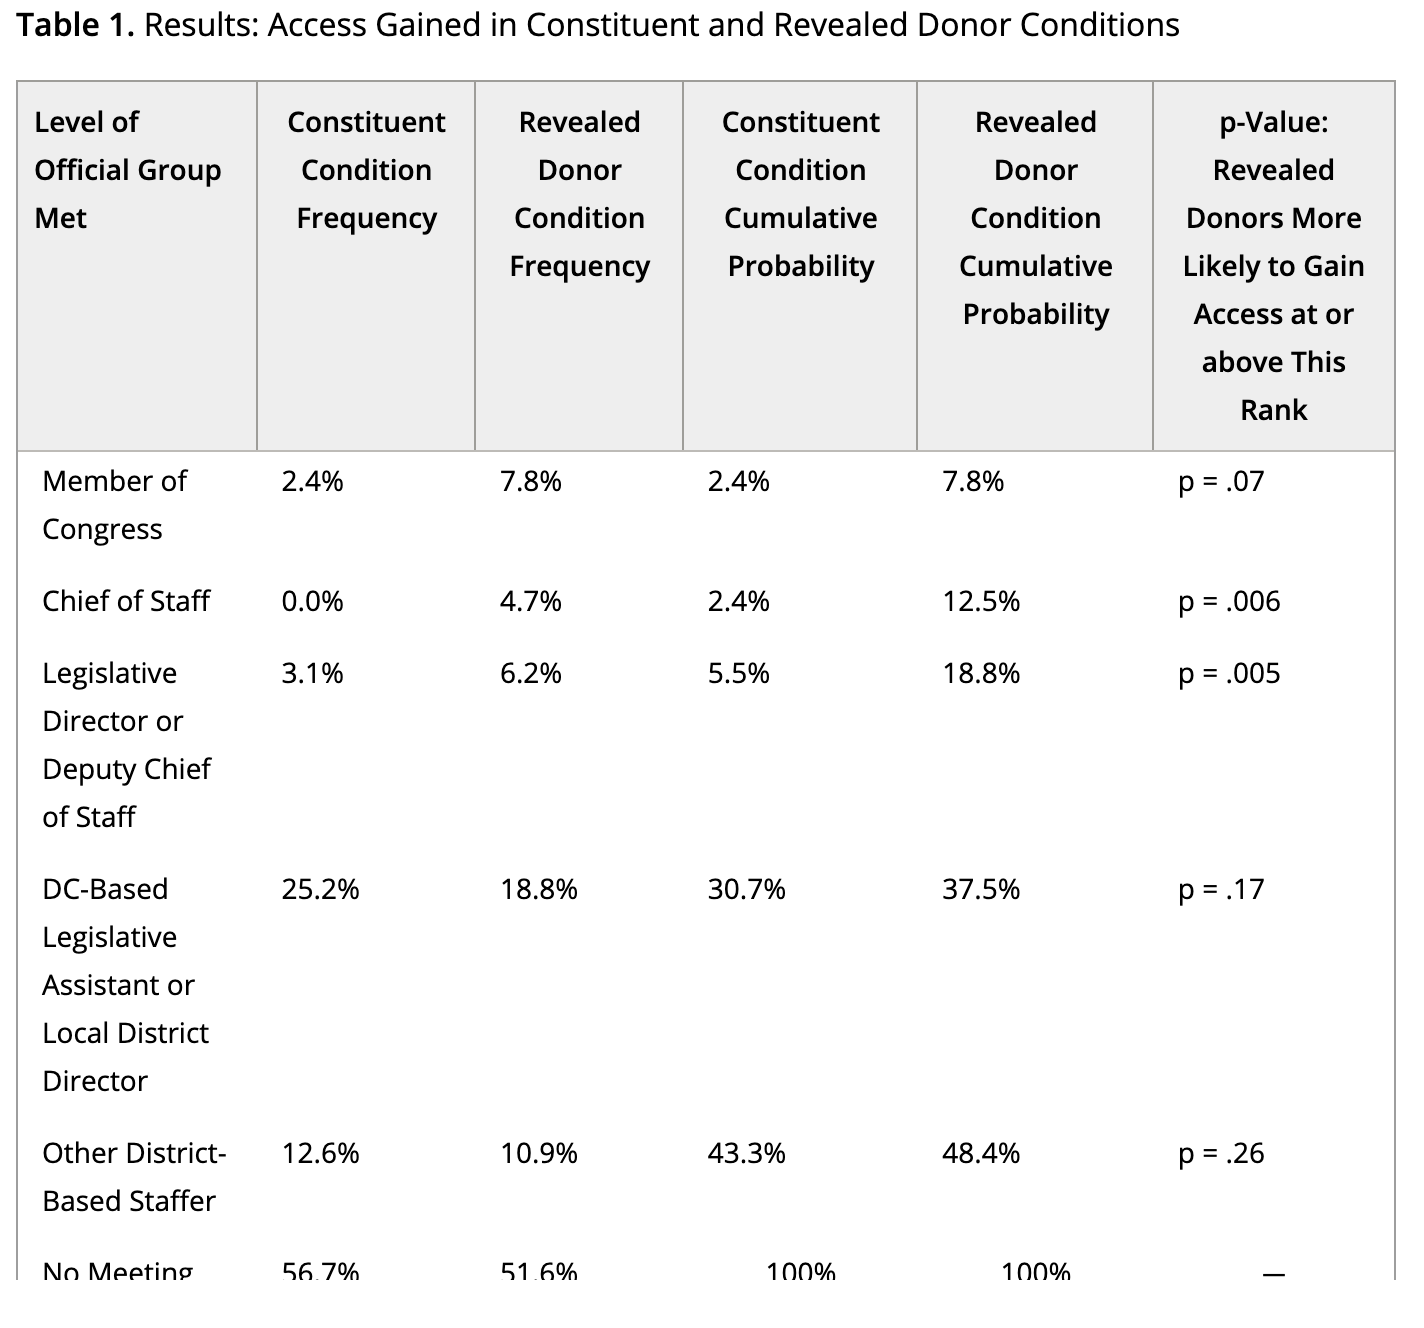 Table 1. Results: Access Gained in Constituent and Revealed Donor Conditions
Level of
Official Group
Met
Constituent
Condition
Frequency
Revealed
Donor
Condition
Frequency
Constituent
Condition
Cumulative
Probability
Revealed
Donor
Condition
Cumulative
Probability
p-Value:
Revealed
Donors More
Likely to Gain
Access at or
above This
Rank
Member of
Congress
2.4%
7.8%
2.4%
7.8%
p = .07
Chief of Staff
0.0%
4.7%
2.4%
12.5%
p = .006
Legislative
Director or
Deputy Chief
of Staff
3.1%
6.2%
5.5%
18.8%
p = .005
DC-Based
Legislative
Assistant or
Local District
Director
25.2%
18.8%
30.7%
37.5%
p = .17
Other District-
Based Staffer
12.6%
10.9%
43.3%
48.4%
p = .26
No Meeting
56.7%
51.6%
100%
100%
—